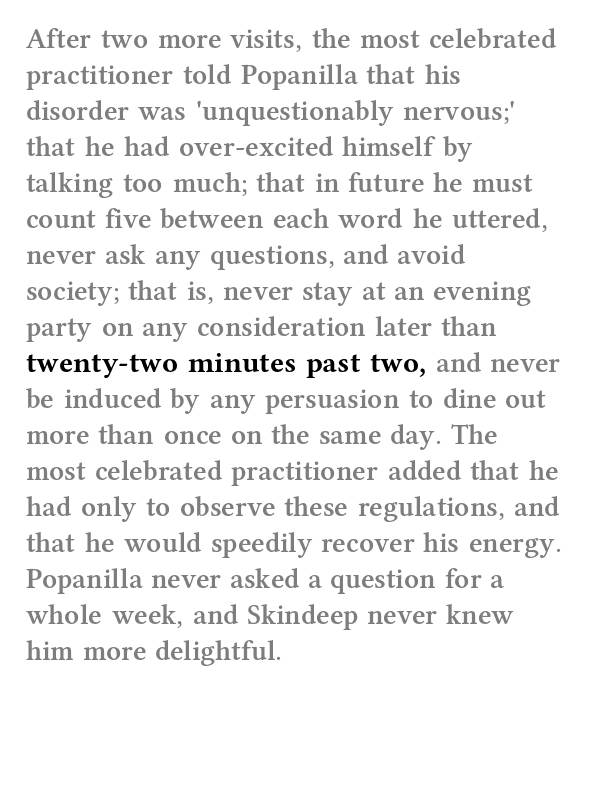 After two more visits, the most celebrated
practitioner told Popanilla that his
disorder was 'unquestionably nervous;'
that he had over-excited himself by
talking too much; that in future he must
count five between each word he uttered,
never ask any questions, and avoid
society; that is, never stay at an evening
party on any consideration later than
twenty-two minutes past two, and never
be induced by any persuasion to dine out
more than once on the same day. The
most celebrated practitioner added that he
had only to observe these regulations, and
that he would speedily recover his energy.
Popanilla never asked a question for a
whole week, and Skindeep never knew
him more delightful.